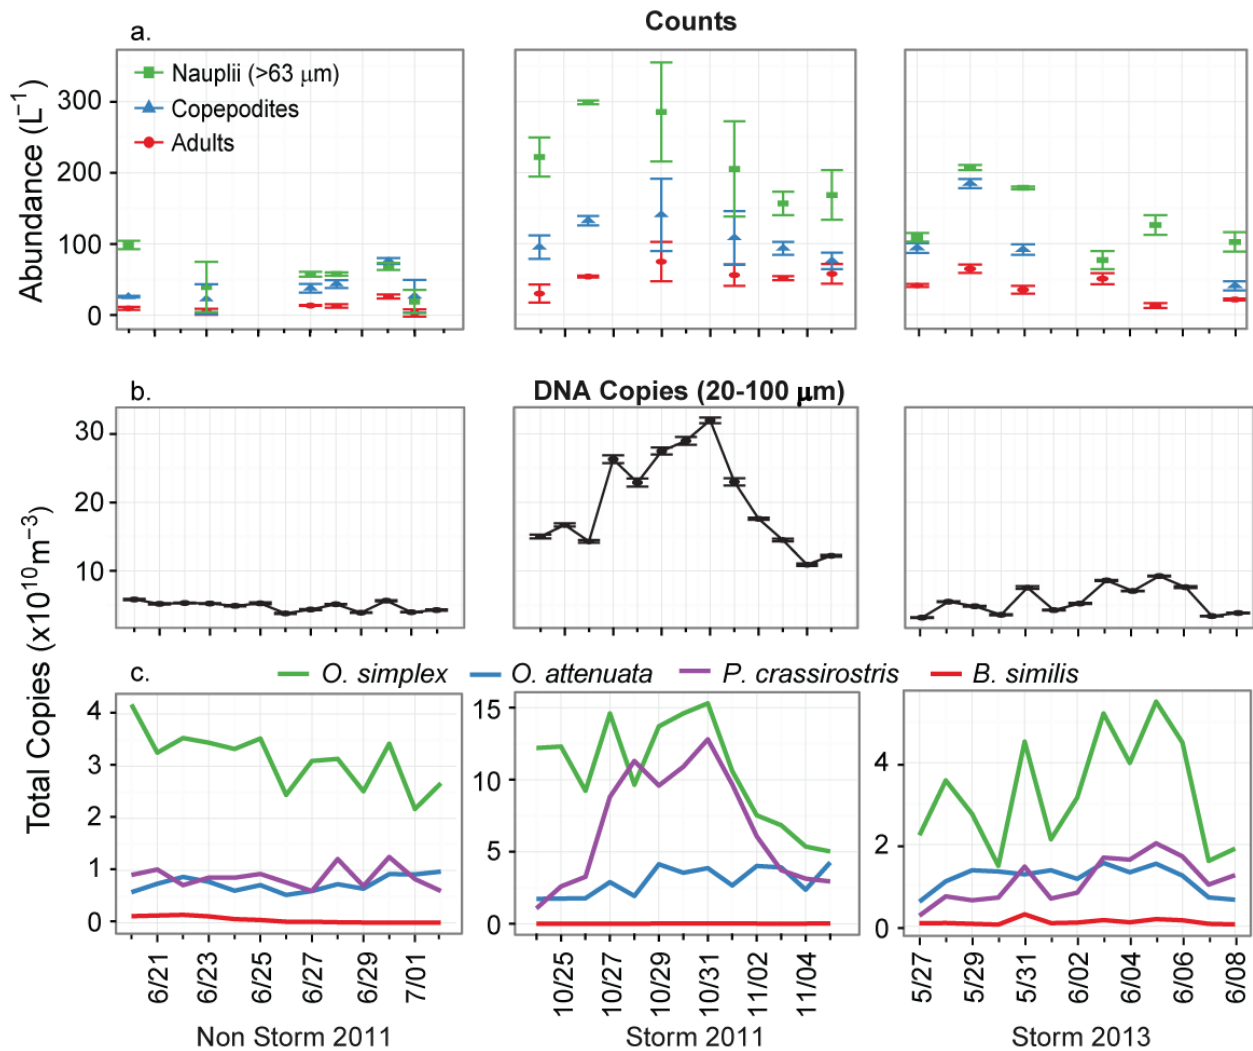 a.
Counts
Nauplii (>63 μm)
Copepodites
Adults
Abundance (L⁻¹)
300
200
100
0
b.
DNA Copies (20-100 μm)
30
20
10
Total Copies (x10¹⁰m⁻³)
c.
O. simplex
O. attenuata
P. crassirostris
B. similis
4
3
2
1
0
15
10
5
0
4
2
0
6/21
6/23
6/25
6/27
6/29
7/01
10/25
10/27
10/29
10/31
11/02
11/04
5/27
5/29
5/31
6/02
6/04
6/06
6/08
Non Storm 2011
Storm 2011
Storm 2013